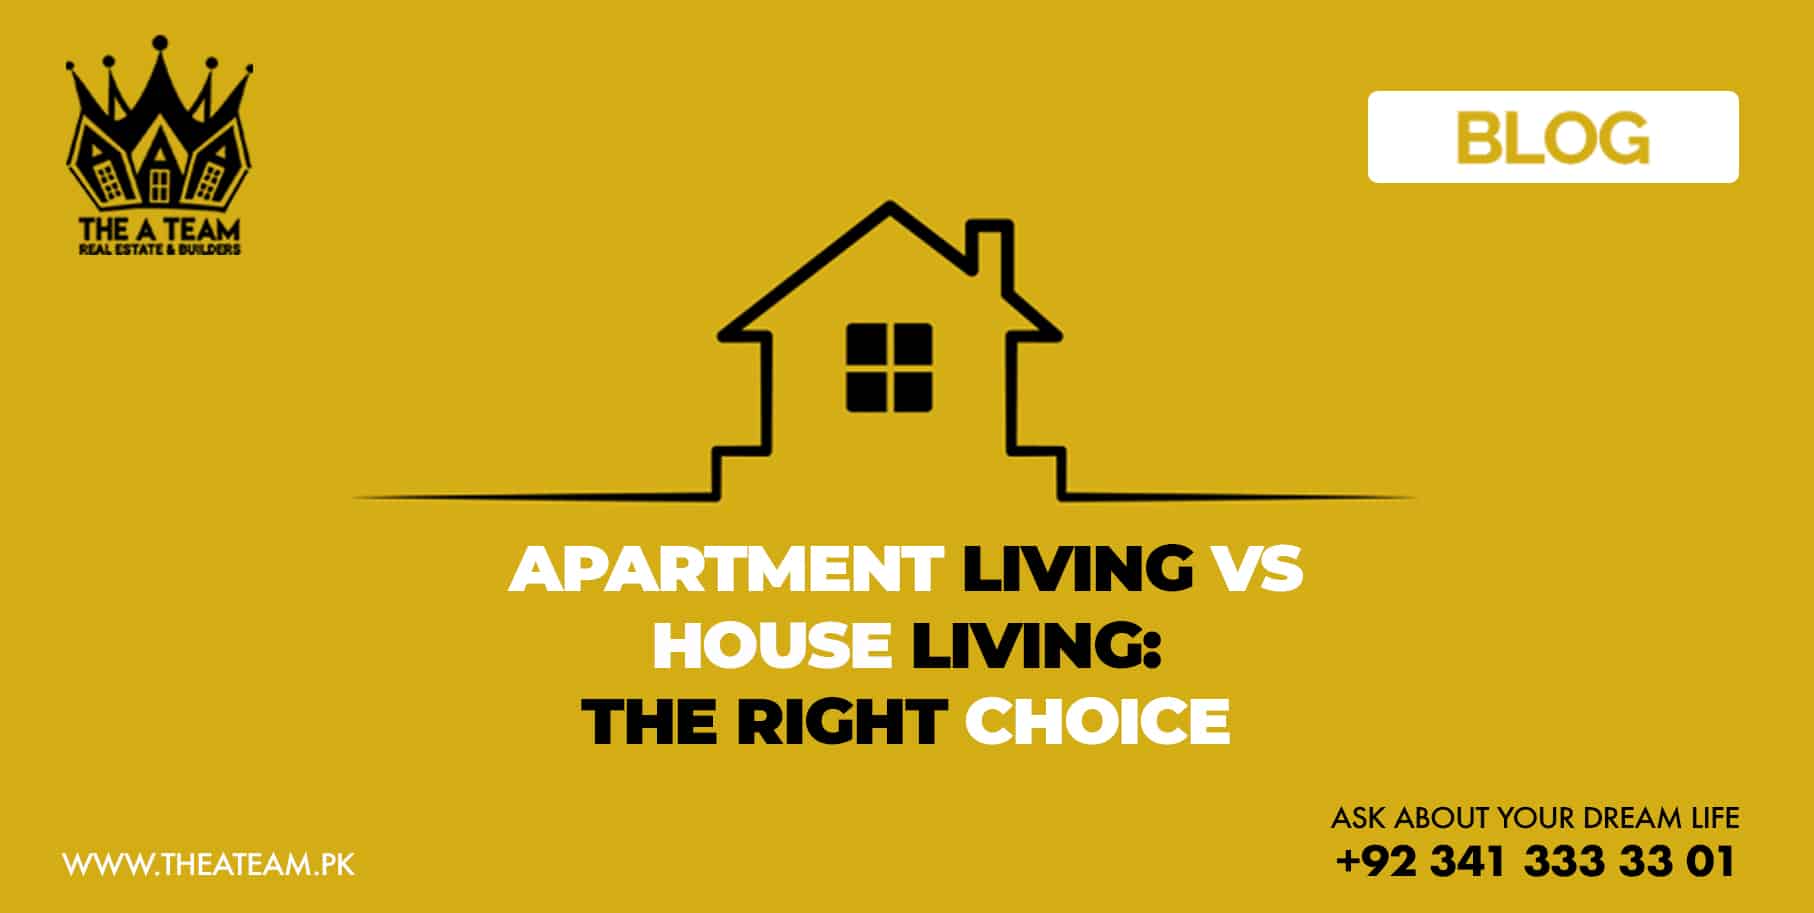 THE A TEAM
REAL ESTATE & BUILDERS
BLOG
APARTMENT LIVING VS
HOUSE LIVING:
THE RIGHT CHOICE
ASK ABOUT YOUR DREAM LIFE
WWW.THEATEAM.PK
+92 341 333 33 01